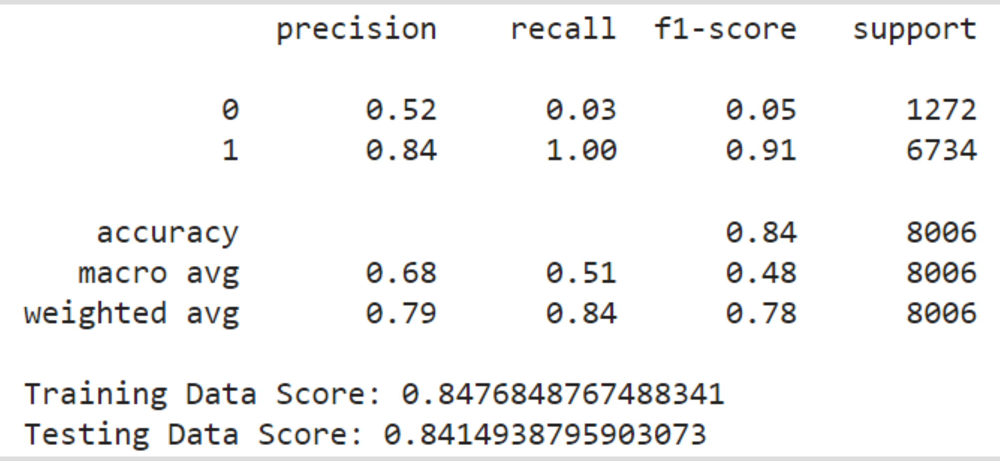 precision recall f1-score support
0 0.52 0.03 0.05 1272
1 0.84 1.00 0.91 6734
accuracy 0.84 8006
macro avg 0.68 0.51 0.48 8006
weighted avg 0.79 0.84 0.78 8006
Training Data Score: 0.8476848767488341
Testing Data Score: 0.8414938795903073